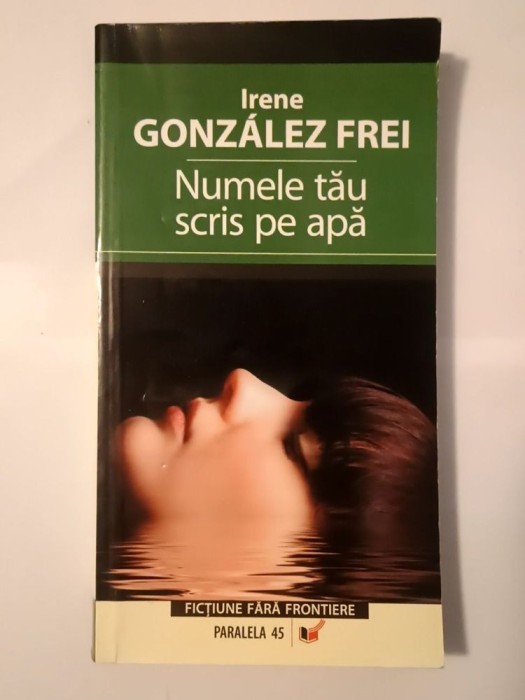 Irene
GONZÁLEZ FREI
Numele tău
scris pe apă
FICȚIUNE FĂRĂ FRONTIERE
PARALELA 45